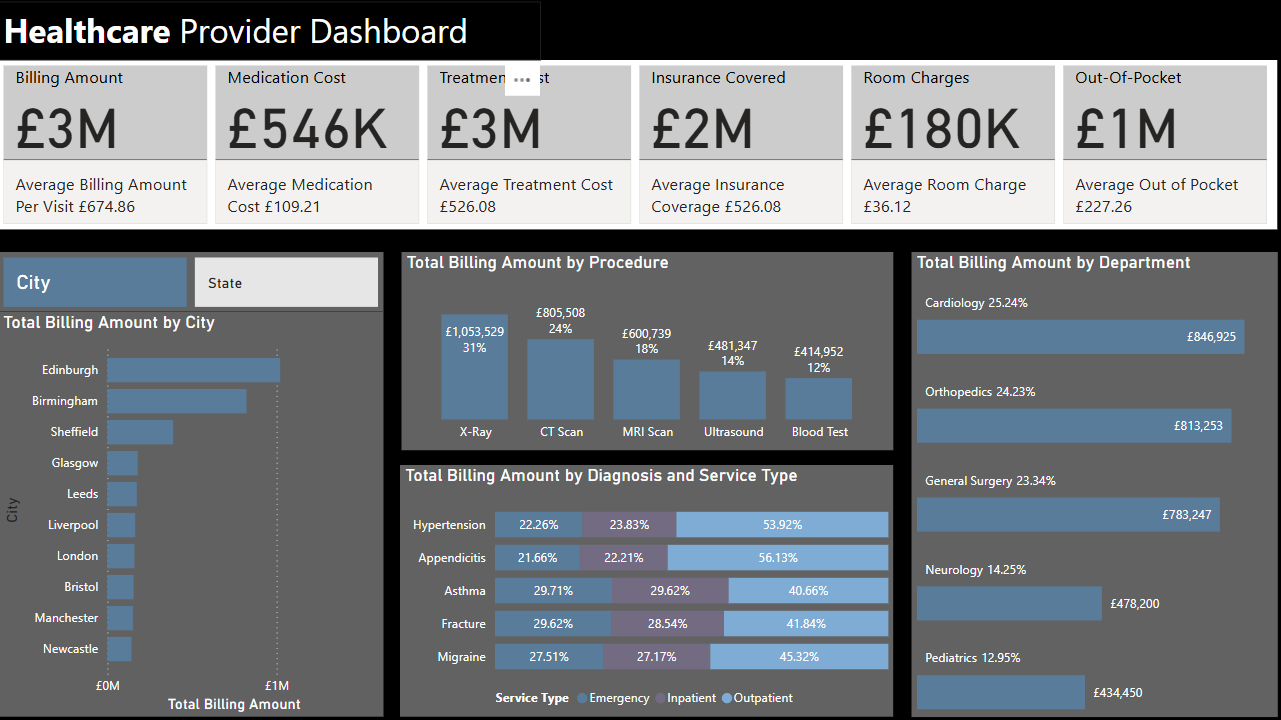 Healthcare Provider Dashboard
Billing Amount
£3M
Average Billing Amount
Per Visit £674.86
Medication Cost
£546K
Average Medication
Cost £109.21
Treatmen st
£3M
Average Treatment Cost
£526.08
Insurance Covered
£2M
Average Insurance
Coverage £526.08
Room Charges
£180K
Average Room Charge
£36.12
Out-Of-Pocket
£1M
Average Out of Pocket
£227.26
City
State
Total Billing Amount by City
City
Edinburgh
Birmingham
Sheffield
Glasgow
Leeds
Liverpool
London
Bristol
Manchester
Newcastle
£0M £1M
Total Billing Amount
Total Billing Amount by Procedure
£1,053,529
31%
£805,508
24%
£600,739
18%
£481,347
14%
£414,952
12%
X-Ray CT Scan MRI Scan Ultrasound Blood Test
Total Billing Amount by Diagnosis and Service Type
Hypertension 22.26% 23.83% 53.92%
Appendicitis 21.66% 22.21% 56.13%
Asthma 29.71% 29.62% 40.66%
Fracture 29.62% 28.54% 41.84%
Migraine 27.51% 27.17% 45.32%
Service Type Emergency Inpatient Outpatient
Total Billing Amount by Department
Cardiology 25.24%
£846,925
Orthopedics 24.23%
£813,253
General Surgery 23.34%
£783,247
Neurology 14.25%
£478,200
Pediatrics 12.95%
£434,450